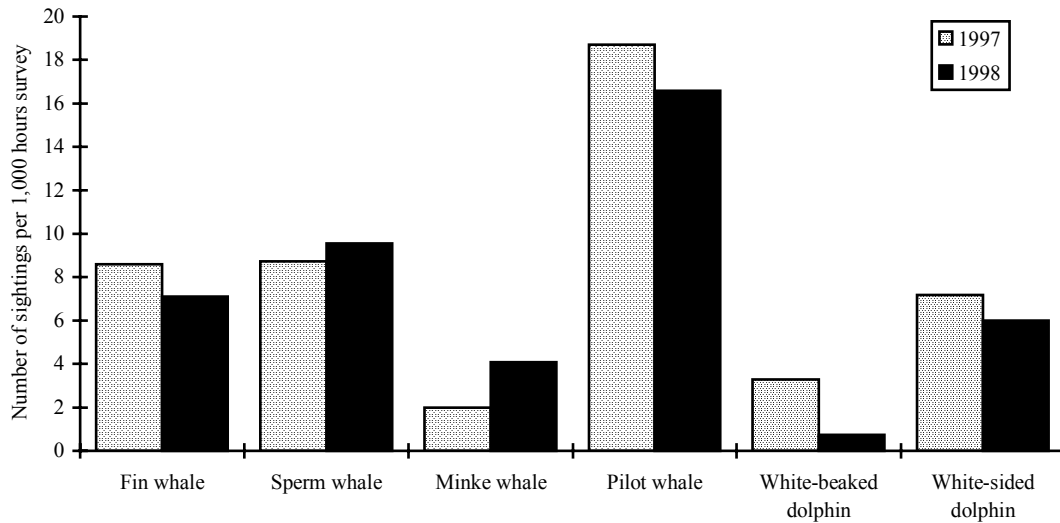 Number of sightings per 1,000 hours survey
20
18
16
14
12
10
8
6
4
2
0
1997
1998
Fin whale
Sperm whale
Minke whale
Pilot whale
White-beaked
dolphin
White-sided
dolphin